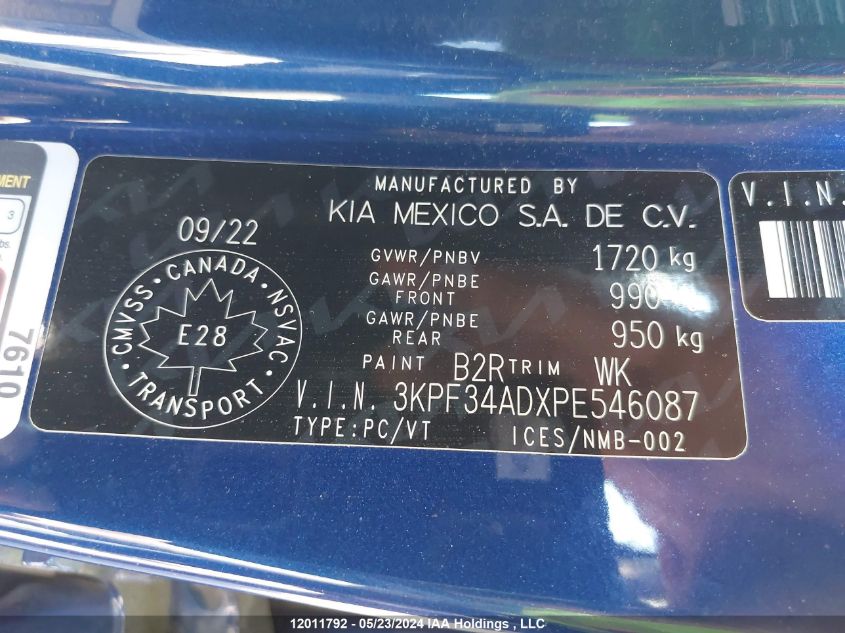 MANUFACTURED BY
KIA MEXICO S.A. DE C.V.
09/22
GVWR/PNBV 1720 kg
GAWR/PNBE FRONT 990
GAWR/PNBE REAR 950 kg
PAINT B2R TRIM WK
V.I.N. 3KPF34ADXPE546087
TYPE:PC/VT ICES/NMB-002
CMVSS · CANADA · NSVAC
E28
TRANSPORT
V.I.N.
MENT
3
bs.
7610
12011792 - 05/23/2024 IAA Holdings , LLC